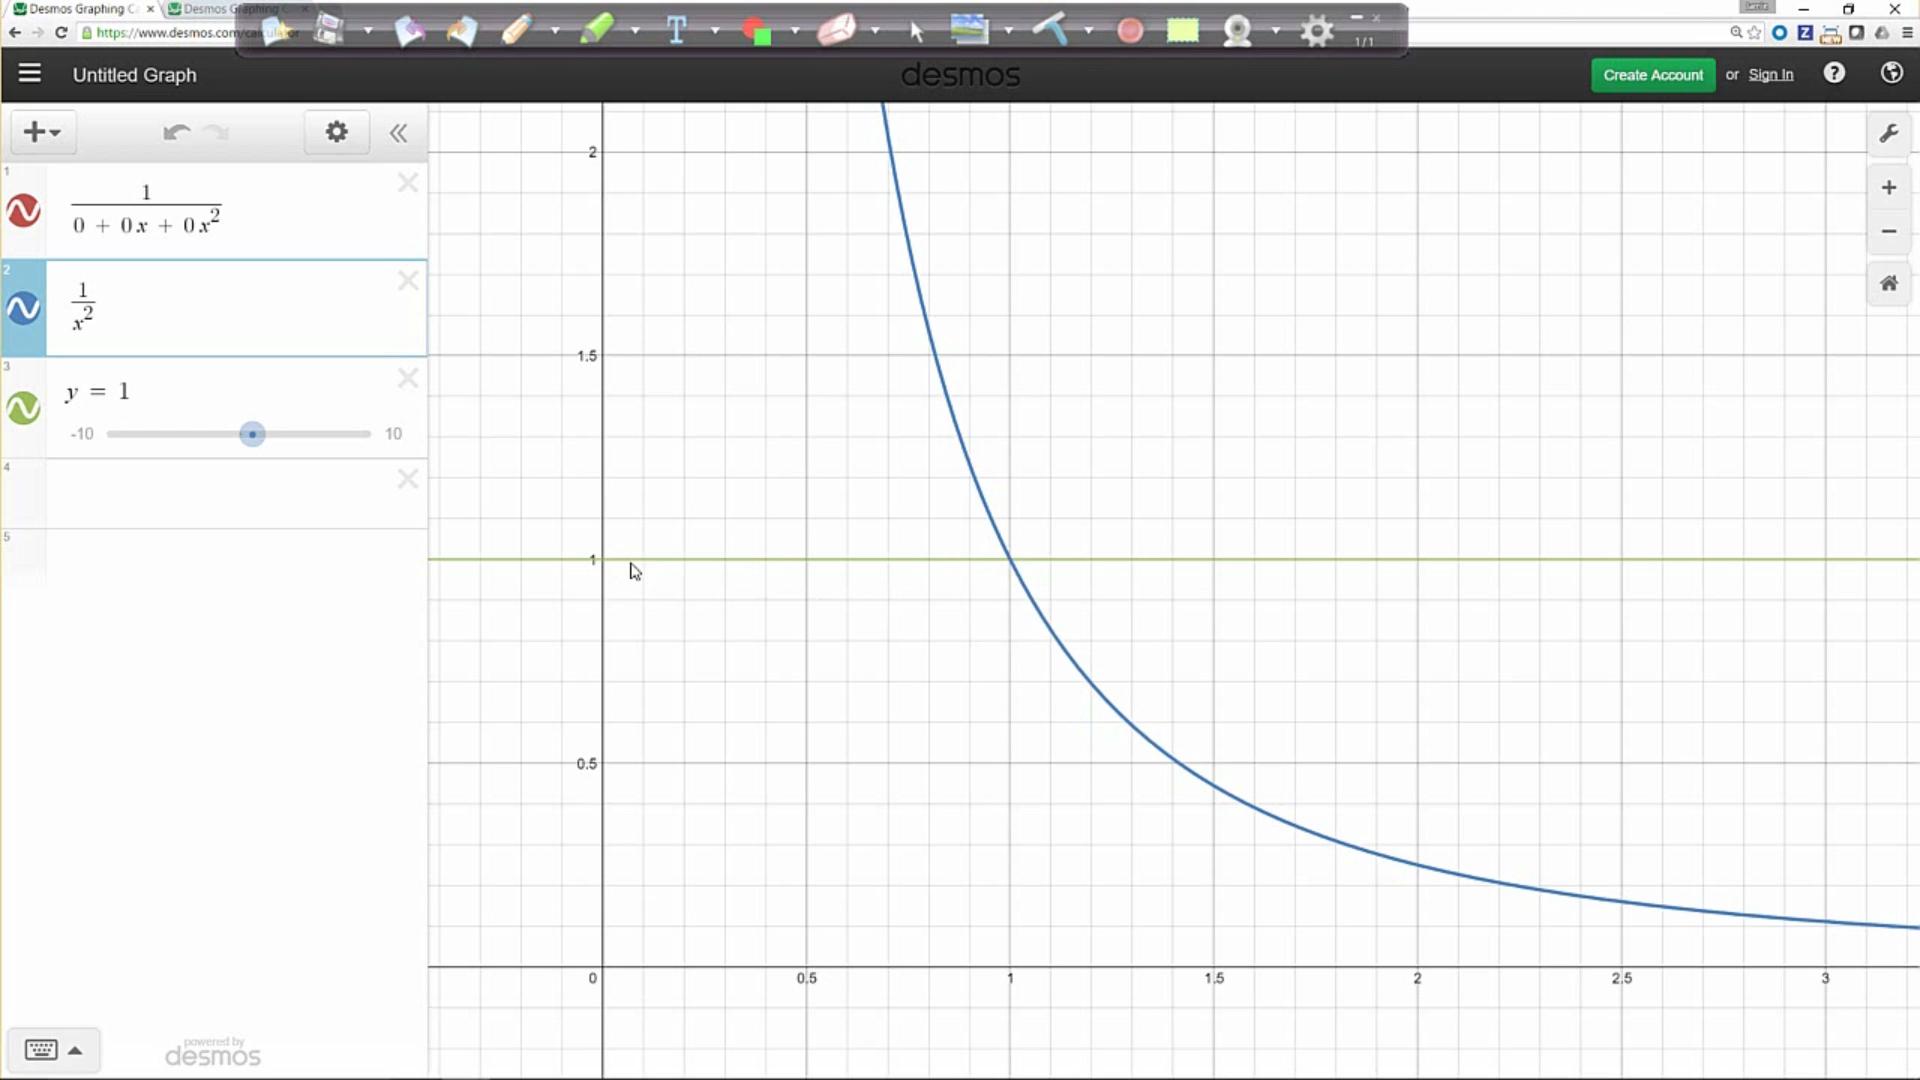 Desmos Graphing C
Desmos Graphing C
https://www.desmos.com/calculator
T
1/1
Z
NEW
Untitled Graph
desmos
Create Account
or
Sign In
?
1
1
0 + 0x + 0x²
2
1
x²
3
y = 1
-10
10
4
5
2
1.5
1
0.5
0
0.5
1
1.5
2
2.5
3
powered by
desmos